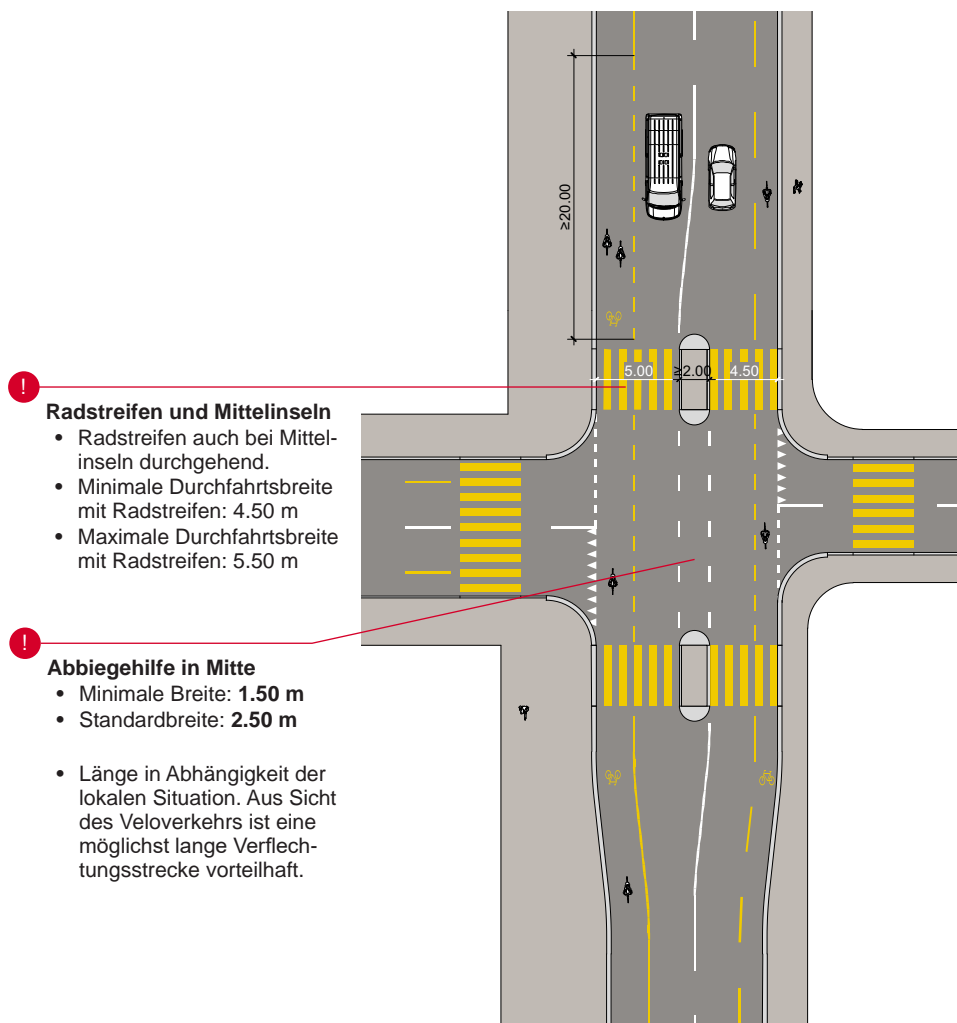 ≥20.00
5.00
≥2.00
4.50
!
Radstreifen und Mittelinseln
• Radstreifen auch bei Mittel-
inseln durchgehend.
• Minimale Durchfahrtsbreite
mit Radstreifen: 4.50 m
• Maximale Durchfahrtsbreite
mit Radstreifen: 5.50 m
!
Abbiegehilfe in Mitte
• Minimale Breite: 1.50 m
• Standardbreite: 2.50 m
• Länge in Abhängigkeit der
lokalen Situation. Aus Sicht
des Veloverkehrs ist eine
möglichst lange Verflech-
tungsstrecke vorteilhaft.